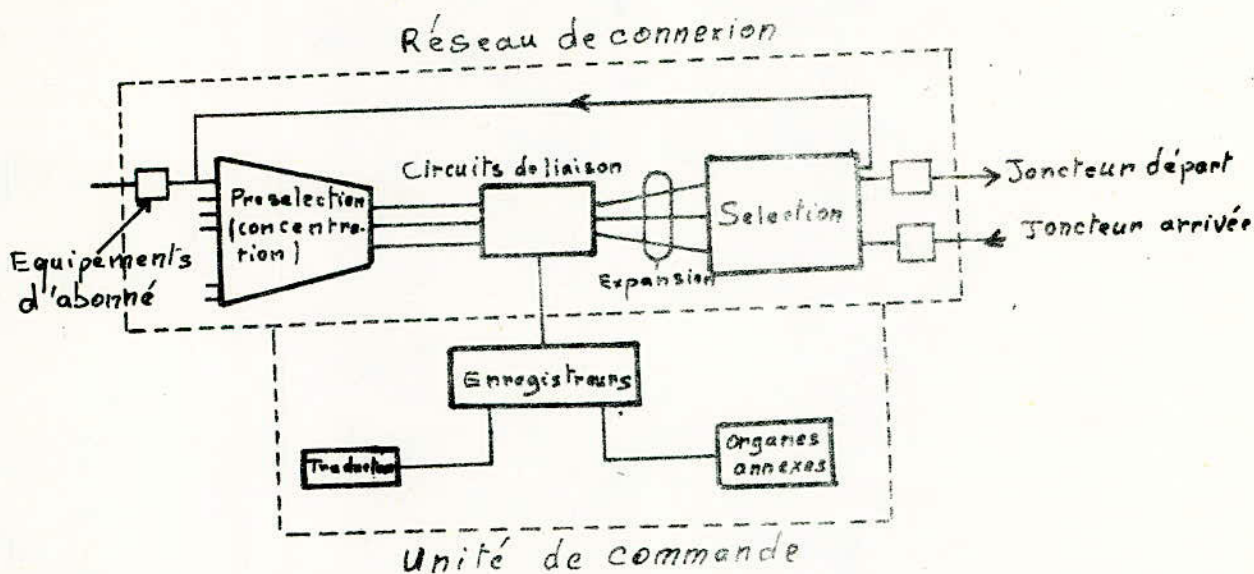 Réseau de connexion
Circuits de liaison
Preselection
(concentra-
tion)
Selection
Joncteur départ
Joncteur arrivée
Equipements
d'abonné
Expansion
Enregistreurs
Traduction
Organes
annexes
Unité de commande